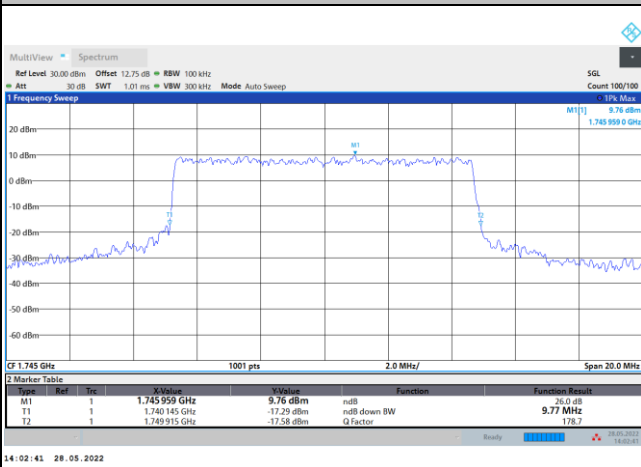 MultiView Spectrum
Ref Level 30.00 dBm Offset 12.75 dB RBW 100 kHz SGL
Att 30 dB SWT 1.01 ms VBW 300 kHz Mode Auto Sweep Count 100/100
1 Frequency Sweep 1Pk Max
M1[1] 9.76 dBm
1.745 959 0 GHz
20 dBm
M1
10 dBm
0 dBm
-10 dBm
T1 T2
-20 dBm
-30 dBm
-40 dBm
-50 dBm
-60 dBm
CF 1.745 GHz 1001 pts 2.0 MHz/ Span 20.0 MHz
2 Marker Table
Type Ref Trc X-Value Y-Value Function Function Result
M1 1 1.745 959 GHz 9.76 dBm ndB 26.0 dB
T1 1 1.740 145 GHz -17.29 dBm ndB down BW 9.77 MHz
T2 1 1.749 915 GHz -17.58 dBm Q Factor 178.7
Ready 28.05.2022
14:02:41
14:02:41 28.05.2022